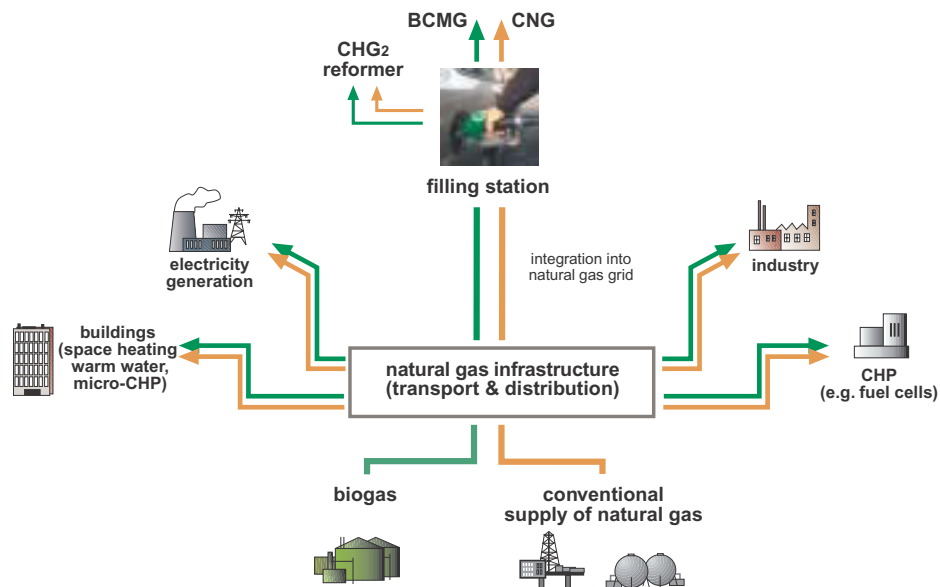 BCMG CNG
CHG2
reformer
filling station
electricity
generation
integration into
natural gas grid
industry
buildings
(space heating
warm water,
micro-CHP)
natural gas infrastructure
(transport & distribution)
CHP
(e.g. fuel cells)
biogas
conventional
supply of natural gas